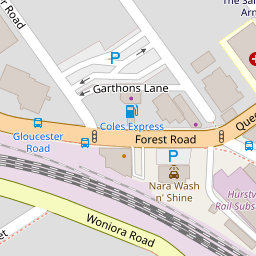 The Sa
Arn
r Road
P
Garthons Lane
Coles Express
Que
Gloucester
Road
Forest Road
P
Nara Wash
n' Shine
Hurstv
Rail Subs
Woniora Road
et